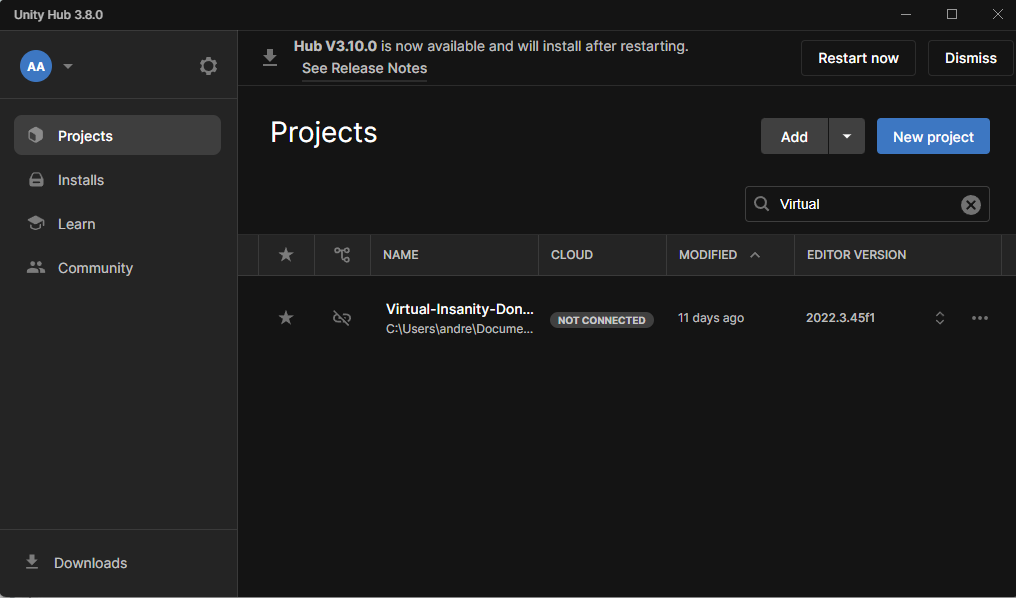 Unity Hub 3.8.0
AA
Hub V3.10.0 is now available and will install after restarting.
See Release Notes
Restart now
Dismiss
Projects
Installs
Learn
Community
Downloads
Projects
Add
New project
Virtual
NAME
CLOUD
MODIFIED
EDITOR VERSION
Virtual-Insanity-Don...
C:\Users\andre\Docume...
NOT CONNECTED
11 days ago
2022.3.45f1